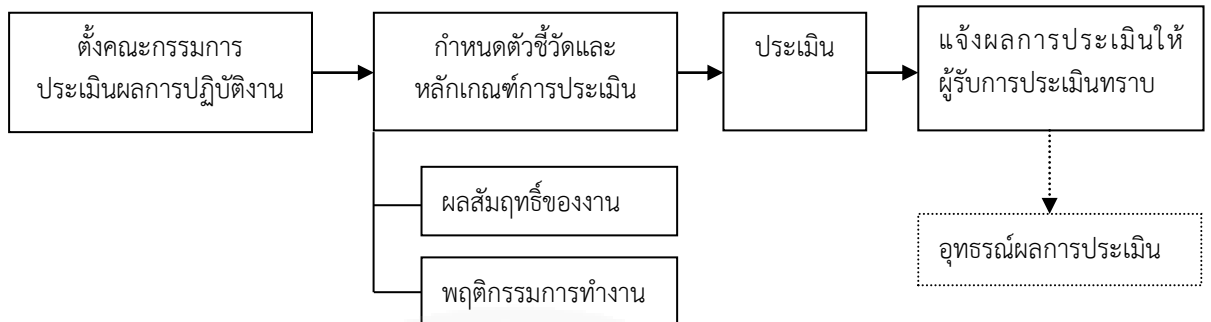 ตั้งคณะกรรมการ
ประเมินผลการปฏิบัติงาน
กำหนดตัวชี้วัดและ
หลักเกณฑ์การประเมิน
ประเมิน
แจ้งผลการประเมินให้
ผู้รับการประเมินทราบ
ผลสัมฤทธิ์ของงาน
อุทธรณ์ผลการประเมิน
พฤติกรรมการทำงาน